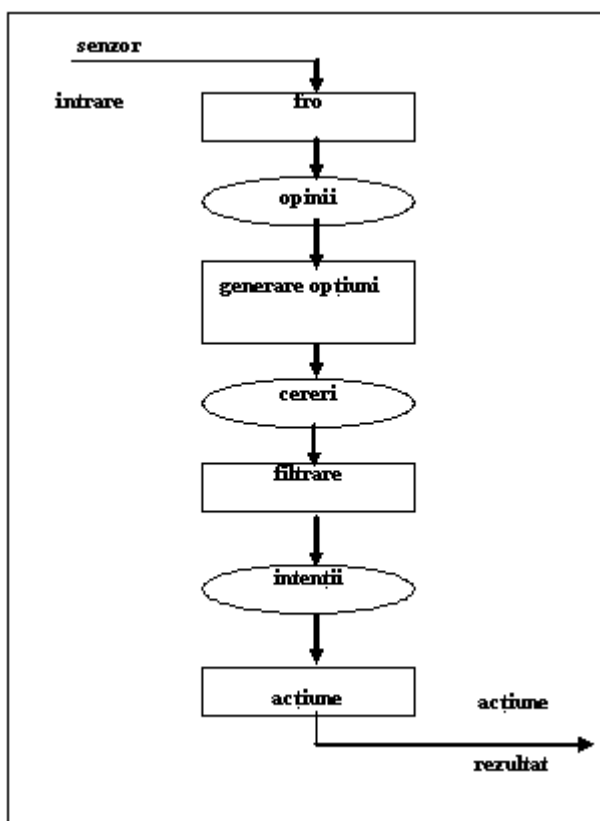 senzor
intrare
fro
opinii
generare opțiuni
cereri
filtrare
intenții
acțiune
acțiune
rezultat